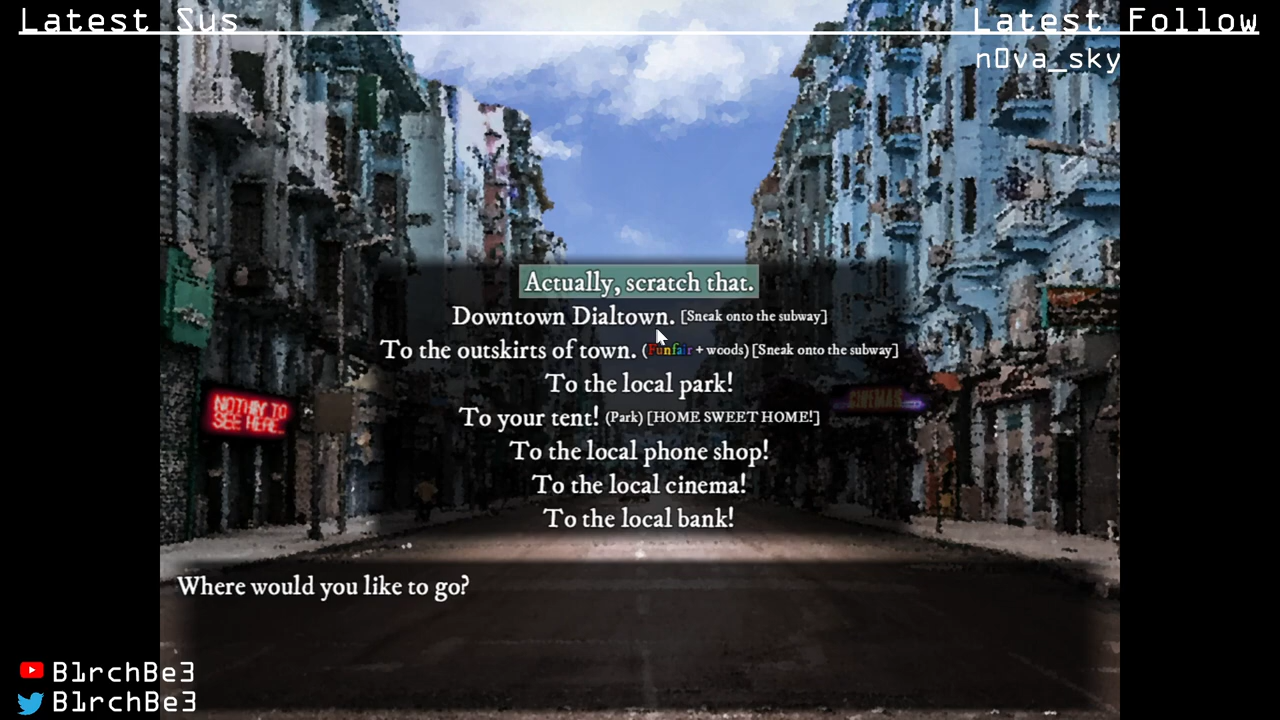 Latest Sus
Latest Follow
n0va_sky
Actually, scratch that.
Downtown Dialtown. [Sneak onto the subway]
To the outskirts of town. (Funfair + woods) [Sneak onto the subway]
To the local park!
To your tent! (Park) [HOME SWEET HOME!]
To the local phone shop!
To the local cinema!
To the local bank!
NOTHIN' TO
SEE HERE..
CINEMAS
Where would you like to go?
B1rchBe3
B1rchBe3